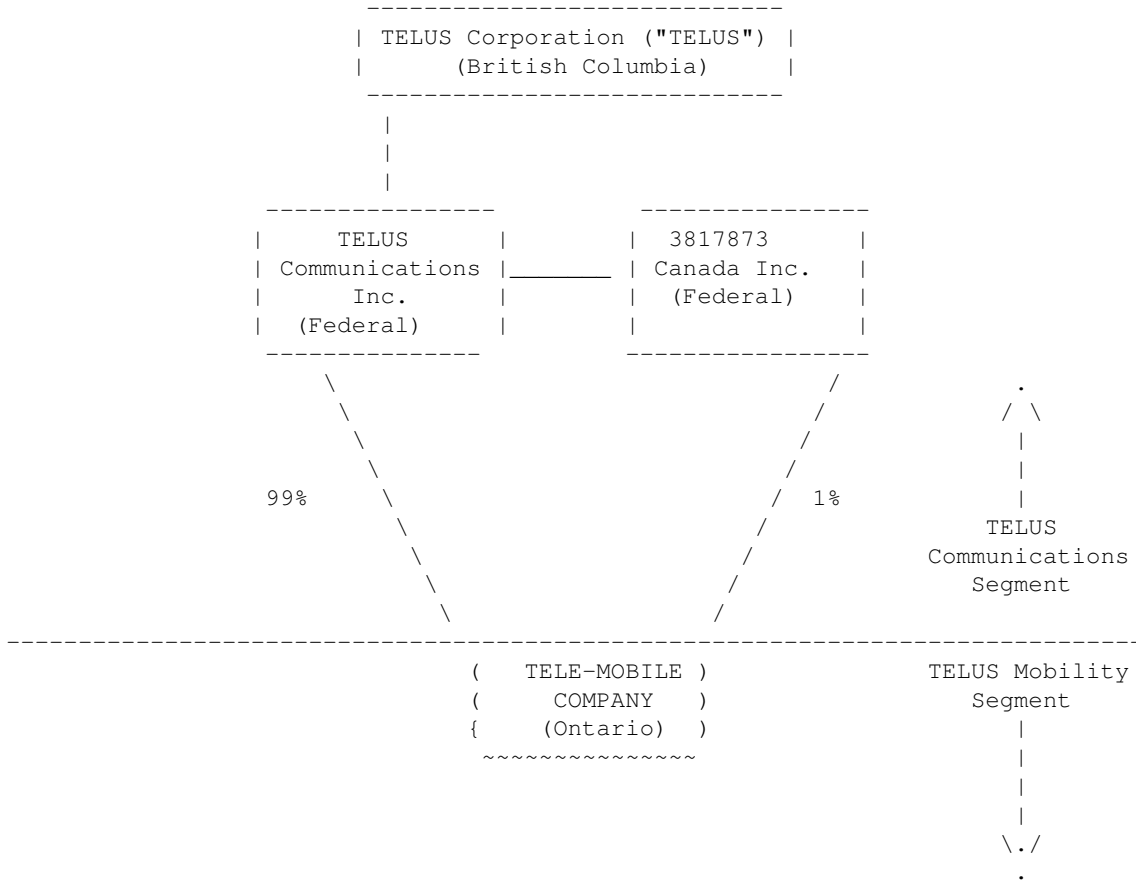 TELUS Corporation ("TELUS")
(British Columbia)
TELUS
Communications
Inc.
(Federal)
3817873
Canada Inc.
(Federal)
99%
1%
TELUS
Communications
Segment
TELE-MOBILE
COMPANY
(Ontario)
TELUS Mobility
Segment